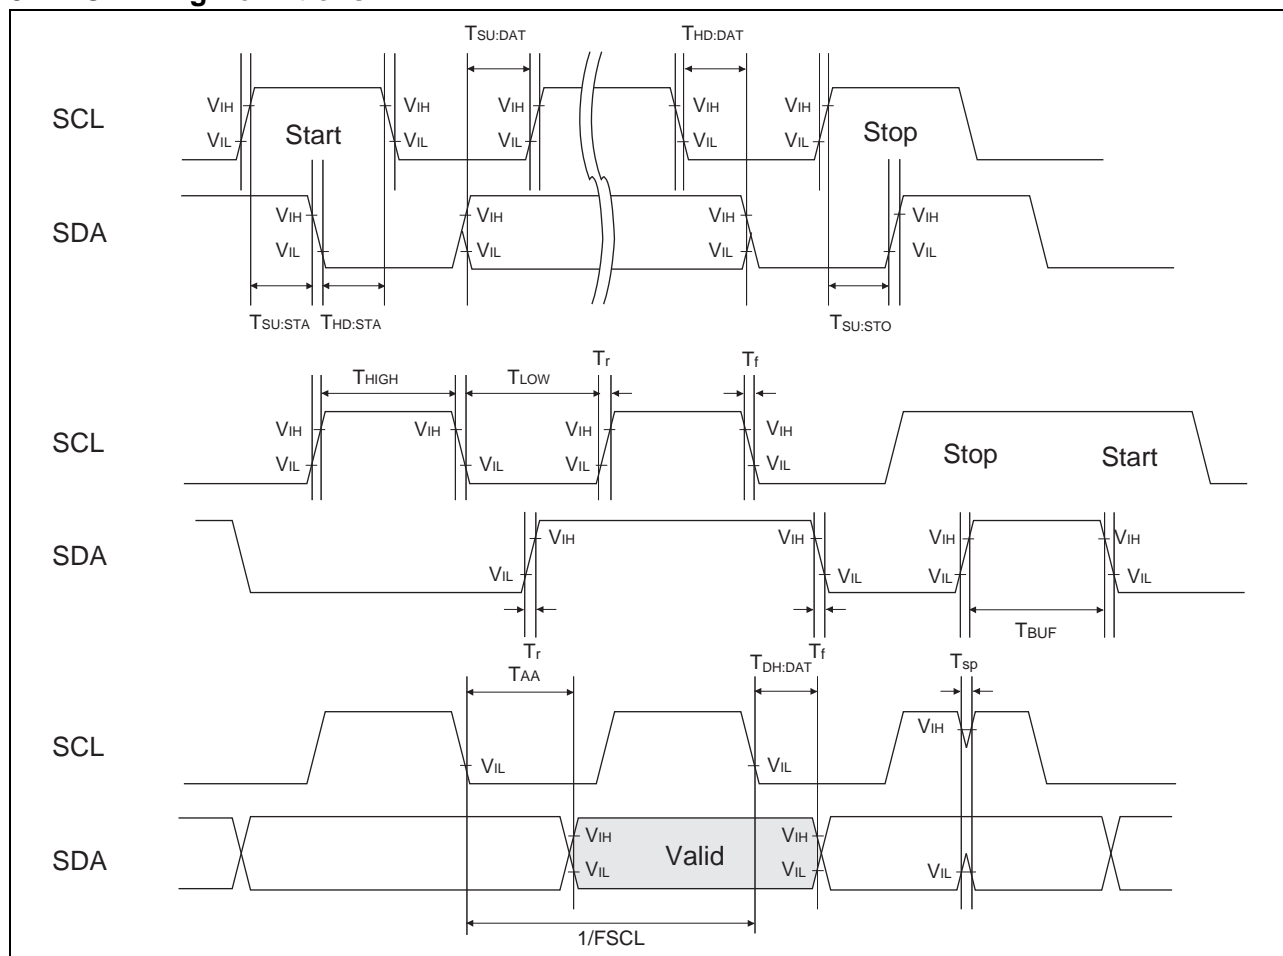 TSU:DAT THD:DAT
SCL VIH VIH VIH VIH VIH
Start Stop
VIL VIL VIL VIL VIL
SDA VIH VIH VIH VIH
VIL VIL VIL VIL
TSU:STA THD:STA TSU:STO
Tr Tf
THIGH TLOW
SCL VIH VIH VIH VIH
Stop Start
VIL VIL VIL VIL
SDA VIH VIH VIH VIH
VIL VIL VIL VIL
Tr Tf TBUF
TAA TDH:DAT Tsp
SCL VIH
VIL VIL
SDA VIH VIH
Valid
VIL VIL VIL
1/FSCL